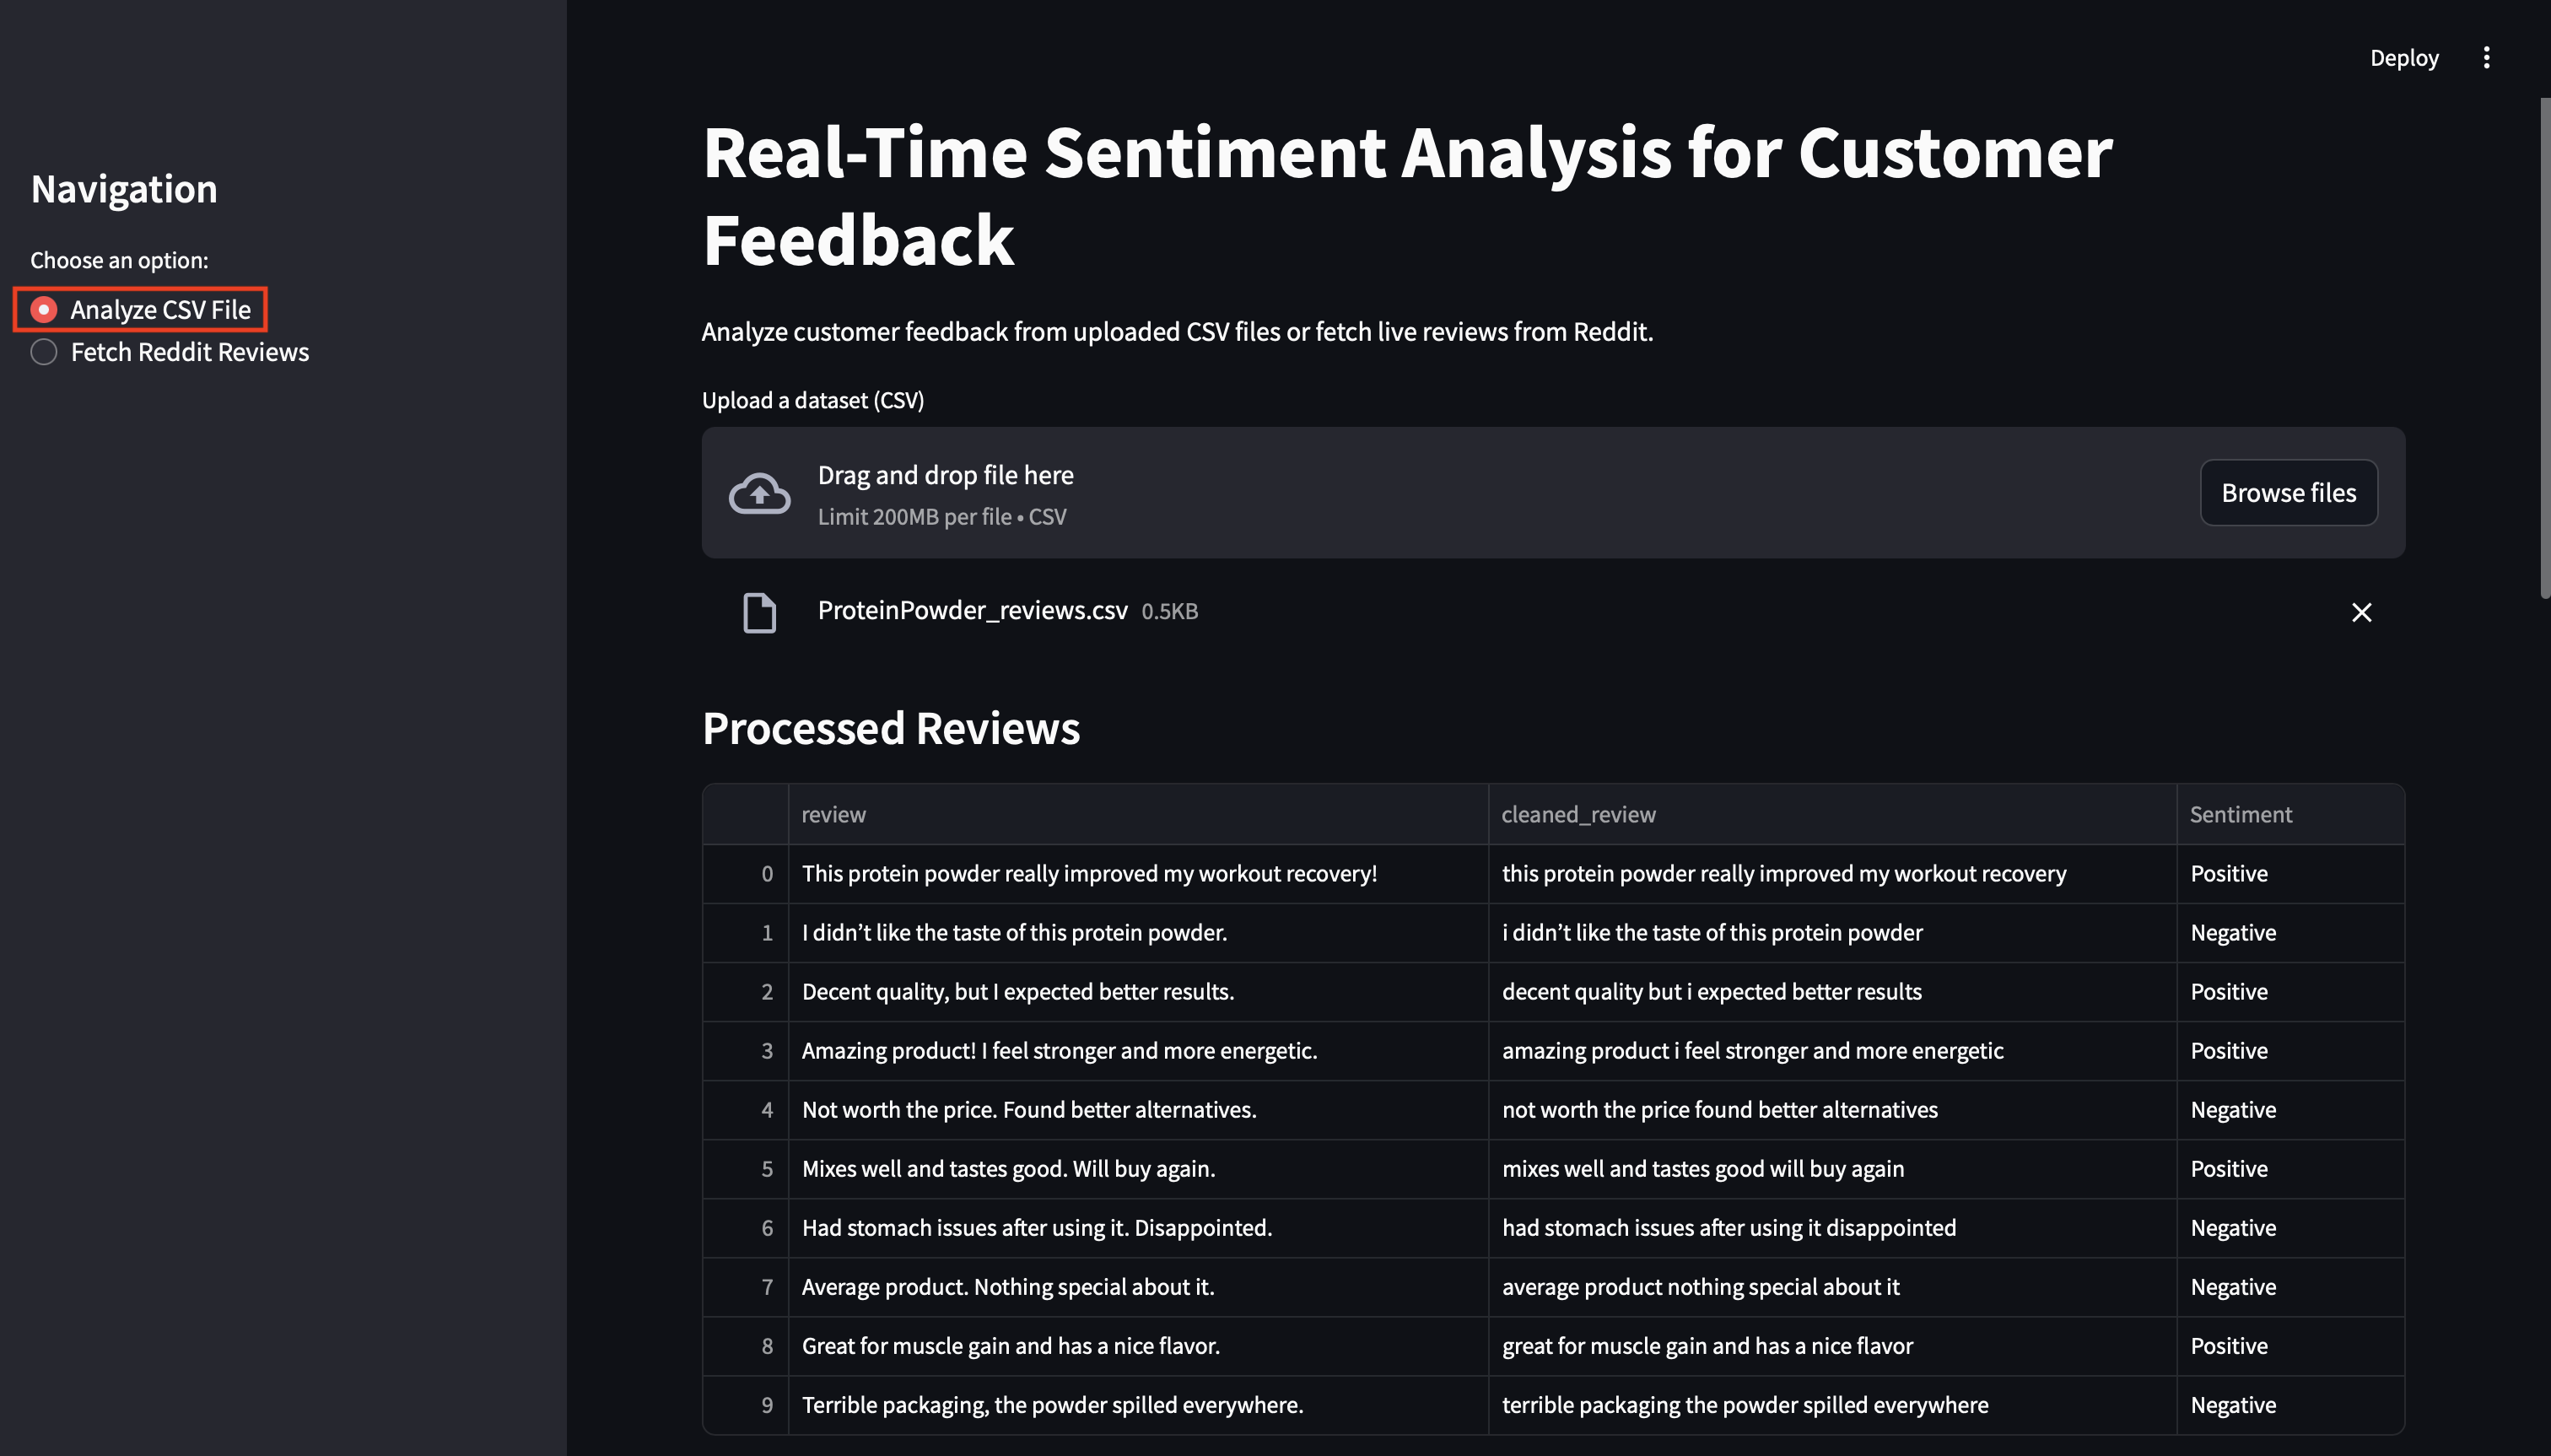 Deploy
Navigation
Choose an option:
Analyze CSV File
Fetch Reddit Reviews
Real-Time Sentiment Analysis for Customer
Feedback
Analyze customer feedback from uploaded CSV files or fetch live reviews from Reddit.
Upload a dataset (CSV)
Drag and drop file here
Limit 200MB per file • CSV
Browse files
ProteinPowder_reviews.csv 0.5KB
Processed Reviews
review cleaned_review Sentiment
0 This protein powder really improved my workout recovery! this protein powder really improved my workout recovery Positive
1 I didn’t like the taste of this protein powder. i didn’t like the taste of this protein powder Negative
2 Decent quality, but I expected better results. decent quality but i expected better results Positive
3 Amazing product! I feel stronger and more energetic. amazing product i feel stronger and more energetic Positive
4 Not worth the price. Found better alternatives. not worth the price found better alternatives Negative
5 Mixes well and tastes good. Will buy again. mixes well and tastes good will buy again Positive
6 Had stomach issues after using it. Disappointed. had stomach issues after using it disappointed Negative
7 Average product. Nothing special about it. average product nothing special about it Negative
8 Great for muscle gain and has a nice flavor. great for muscle gain and has a nice flavor Positive
9 Terrible packaging, the powder spilled everywhere. terrible packaging the powder spilled everywhere Negative